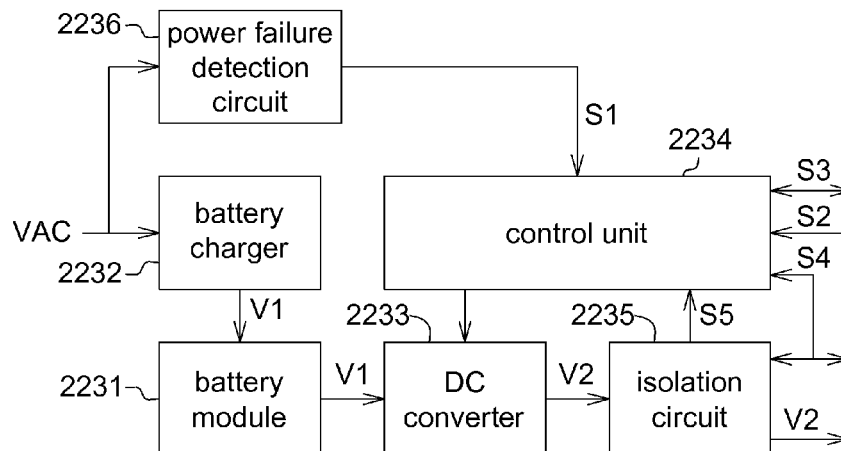 2236
power failure
detection
circuit
S1
2234
S3
VAC
battery
charger
control unit
S2
S4
2232
V1
2233
2235
S5
2231
battery
module
V1
DC
converter
V2
isolation
circuit
V2